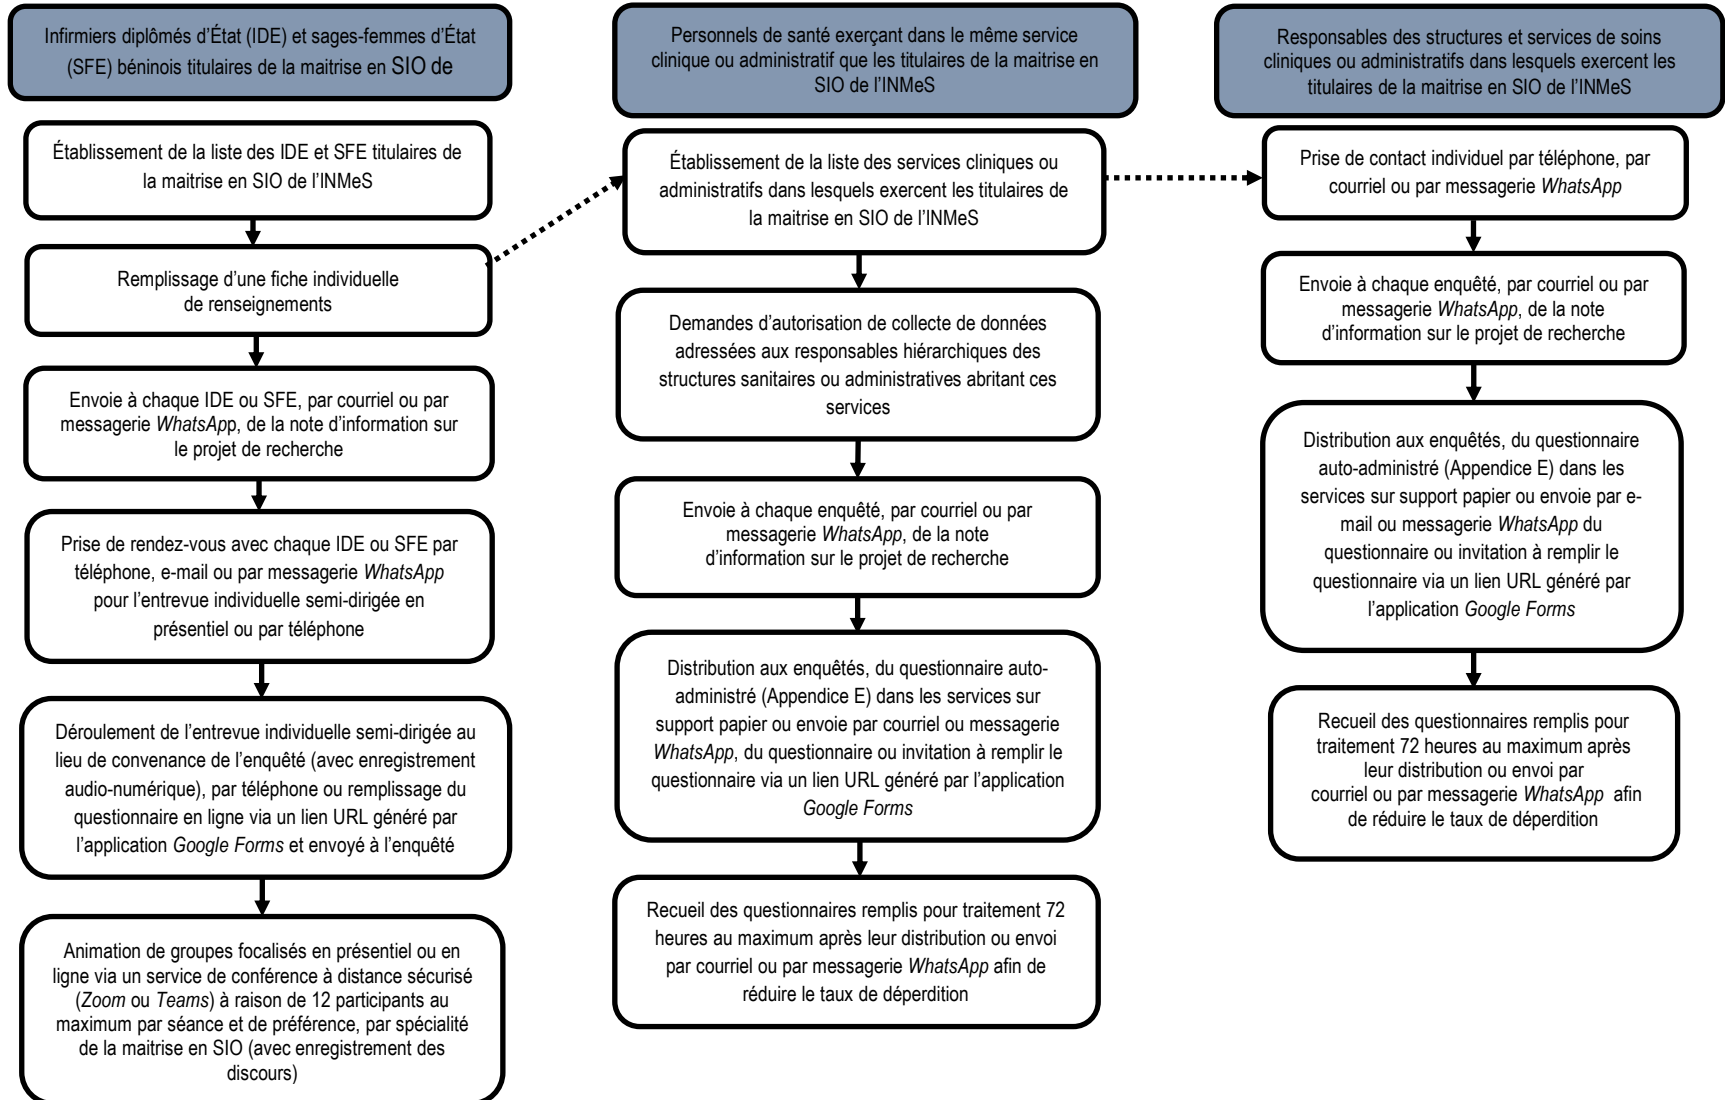 Infirmiers diplômés d'État (IDE) et sages-femmes d'État
(SFE) béninois titulaires de la maitrise en SIO de
Établissement de la liste des IDE et SFE titulaires de
la maitrise en SIO de l'INMeS
Remplissage d'une fiche individuelle
de renseignements
Envoie à chaque IDE ou SFE, par courriel ou par
messagerie WhatsApp, de la note d'information sur
le projet de recherche
Prise de rendez-vous avec chaque IDE ou SFE par
téléphone, e-mail ou par messagerie WhatsApp
pour l'entrevue individuelle semi-dirigée en
présentiel ou par téléphone
Déroulement de l'entrevue individuelle semi-dirigée au
lieu de convenance de l'enquêté (avec enregistrement
audio-numérique), par téléphone ou remplissage du
questionnaire en ligne via un lien URL généré par
l'application Google Forms et envoyé à l'enquêté
Animation de groupes focalisés en présentiel ou en
ligne via un service de conférence à distance sécurisé
(Zoom ou Teams) à raison de 12 participants au
maximum par séance et de préférence, par spécialité
de la maitrise en SIO (avec enregistrement des
discours)
Personnels de santé exerçant dans le même service
clinique ou administratif que les titulaires de la maitrise en
SIO de l'INMeS
Établissement de la liste des services cliniques ou
administratifs dans lesquels exercent les titulaires de
la maitrise en SIO de l'INMeS
Demandes d'autorisation de collecte de données
adressées aux responsables hiérarchiques des
structures sanitaires ou administratives abritant ces
services
Envoie à chaque enquêté, par courriel ou par
messagerie WhatsApp, de la note
d'information sur le projet de recherche
Distribution aux enquêtés, du questionnaire auto-
administré (Appendice E) dans les services sur
support papier ou envoie par courriel ou messagerie
WhatsApp, du questionnaire ou invitation à remplir le
questionnaire via un lien URL généré par l'application
Google Forms
Recueil des questionnaires remplis pour traitement 72
heures au maximum après leur distribution ou envoi
par courriel ou par messagerie WhatsApp afin de
réduire le taux de déperdition
Responsables des structures et services de soins
cliniques ou administratifs dans lesquels exercent les
titulaires de la maitrise en SIO de l'INMeS
Prise de contact individuel par téléphone, par
courriel ou par messagerie WhatsApp
Envoie à chaque enquêté, par courriel ou par
messagerie WhatsApp, de la note
d'information sur le projet de recherche
Distribution aux enquêtés, du questionnaire
auto-administré (Appendice E) dans les
services sur support papier ou envoie par e-
mail ou messagerie WhatsApp du
questionnaire ou invitation à remplir le
questionnaire via un lien URL généré par
l'application Google Forms
Recueil des questionnaires remplis pour
traitement 72 heures au maximum après
leur distribution ou envoi par
courriel ou par messagerie WhatsApp afin
de réduire le taux de déperdition